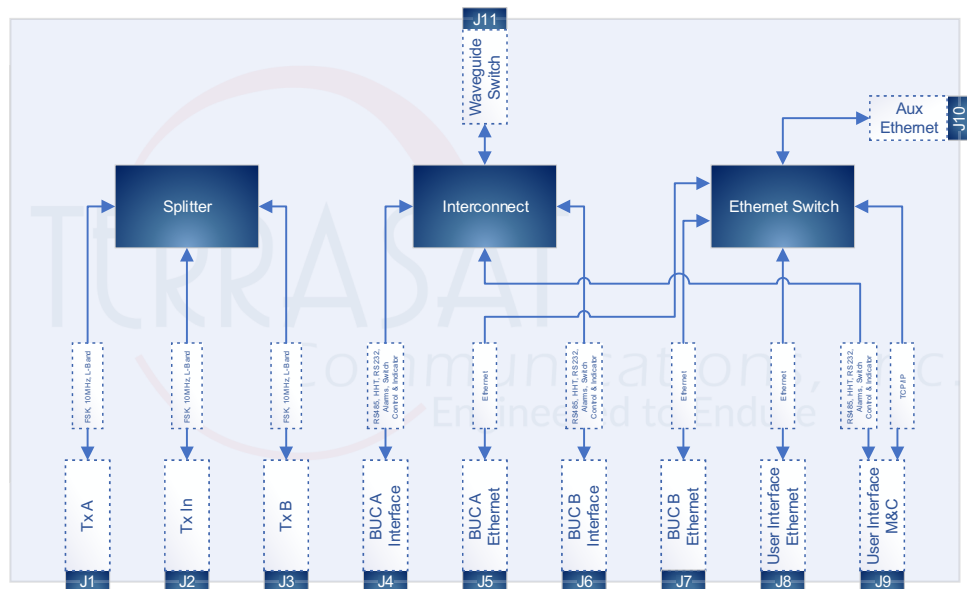 J11
Waveguide
Switch
Aux
Ethernet
J10
Splitter
Interconnect
Ethernet Switch
TERRASAT
Communications, Inc.
Engineered to Endure
FSK, 10MHz, L-Band
FSK, 10MHz, L-Band
FSK, 10MHz, L-Band
RS485, HHT, RS232,
Alarms, Switch
Control & Indicator
Ethernet
RS485, HHT, RS232,
Alarms, Switch
Control & Indicator
Ethernet
Ethernet
RS485, HHT, RS232,
Alarms, Switch
Control & Indicator
TCP/IP
Tx A
Tx In
Tx B
BUC A
Interface
BUC A
Ethernet
BUC B
Interface
BUC B
Ethernet
User Interface
Ethernet
User Interface
M&C
J1
J2
J3
J4
J5
J6
J7
J8
J9